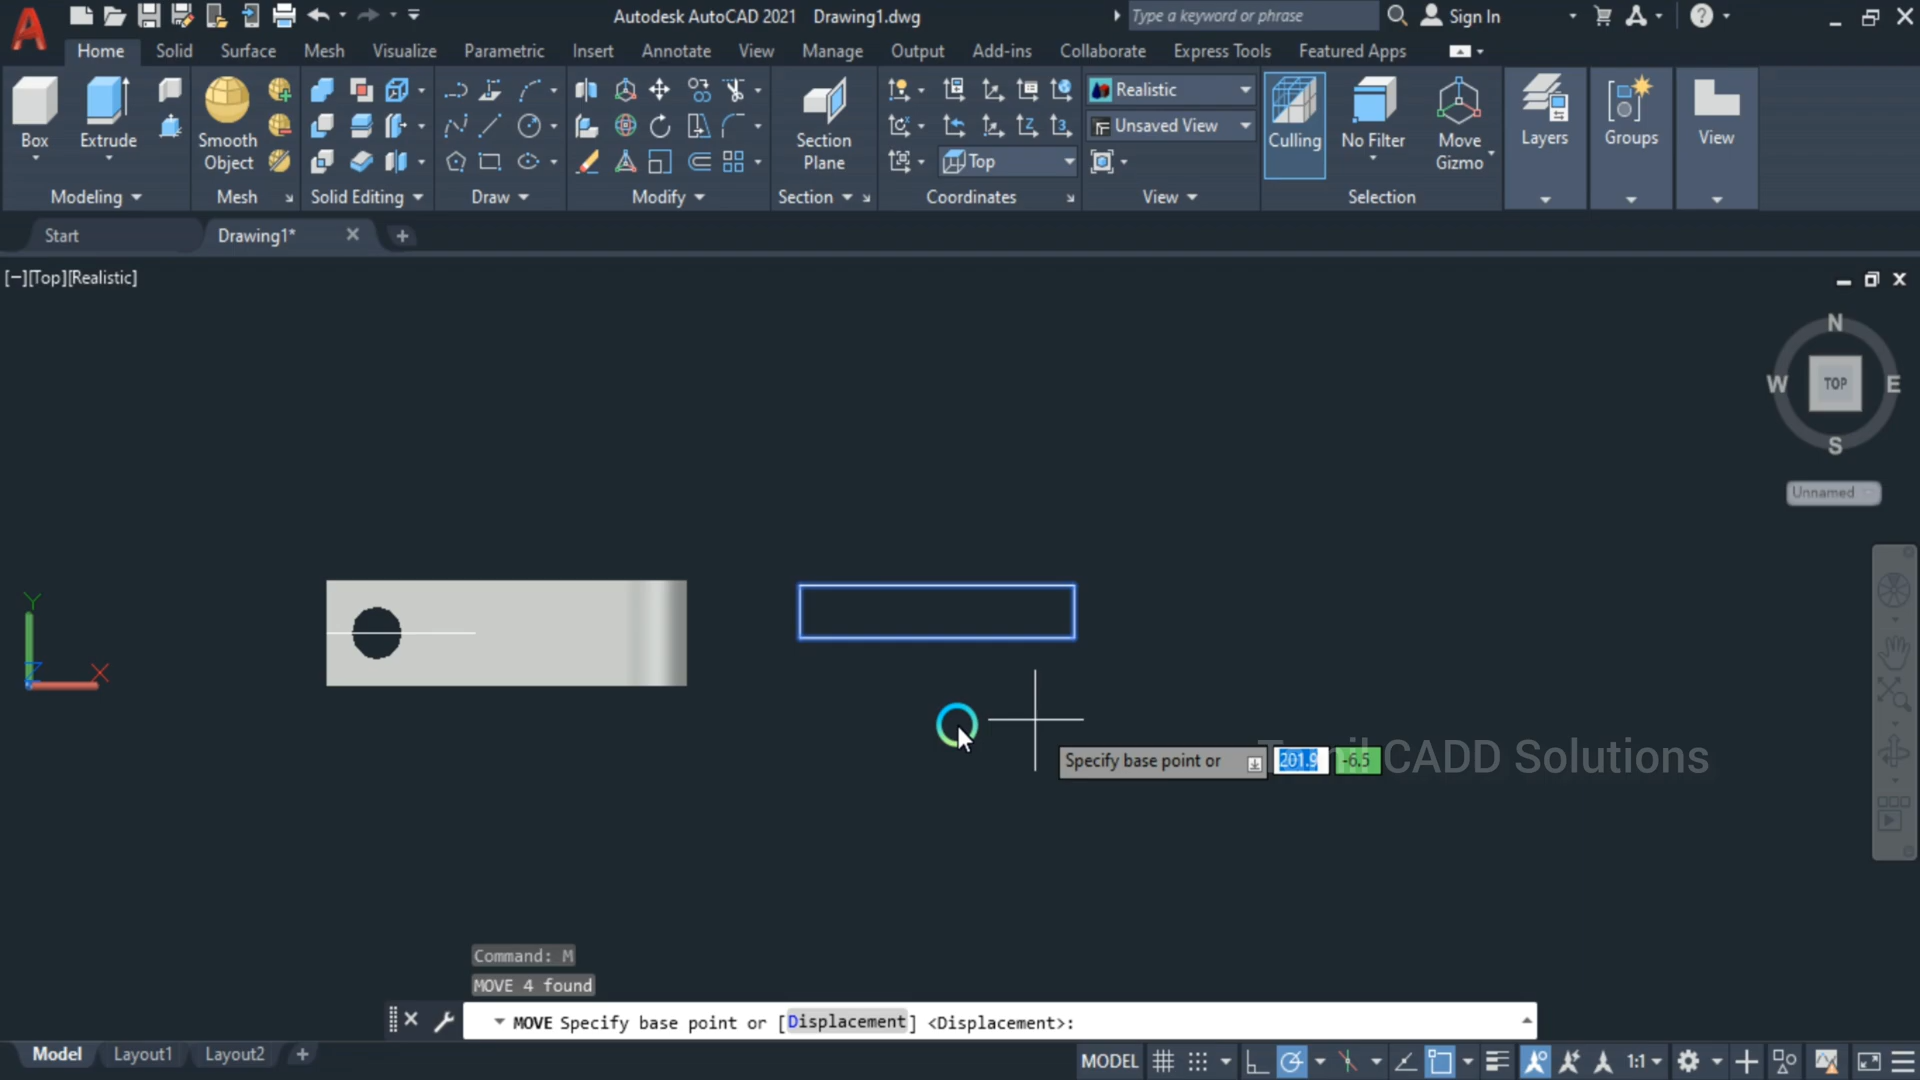 Autodesk AutoCAD 2021 Drawing1.dwg
Type a keyword or phrase
Sign In
Home Solid Surface Mesh Parametric Visualize Insert Annotate View Manage Output Add-ins Collaborate Express Tools Featured Apps
Box
Extrude
Smooth Object
Section Plane
Top
Realistic
Unsaved View
Culling
No Filter
Move Gizmo
Layers
Groups
View
Modeling
Mesh
Solid Editing
Draw
Modify
Section
Coordinates
View
Selection
Start
Drawing1*
[−][Top][Realistic]
N
W
TOP
E
S
Unnamed
Y
X
Z
Specify base point or
201.9
-6.5
CADD Solutions
Command: M
MOVE 4 found
MOVE Specify base point or [Displacement] <Displacement>:
Model
Layout1
Layout2
MODEL
1:1